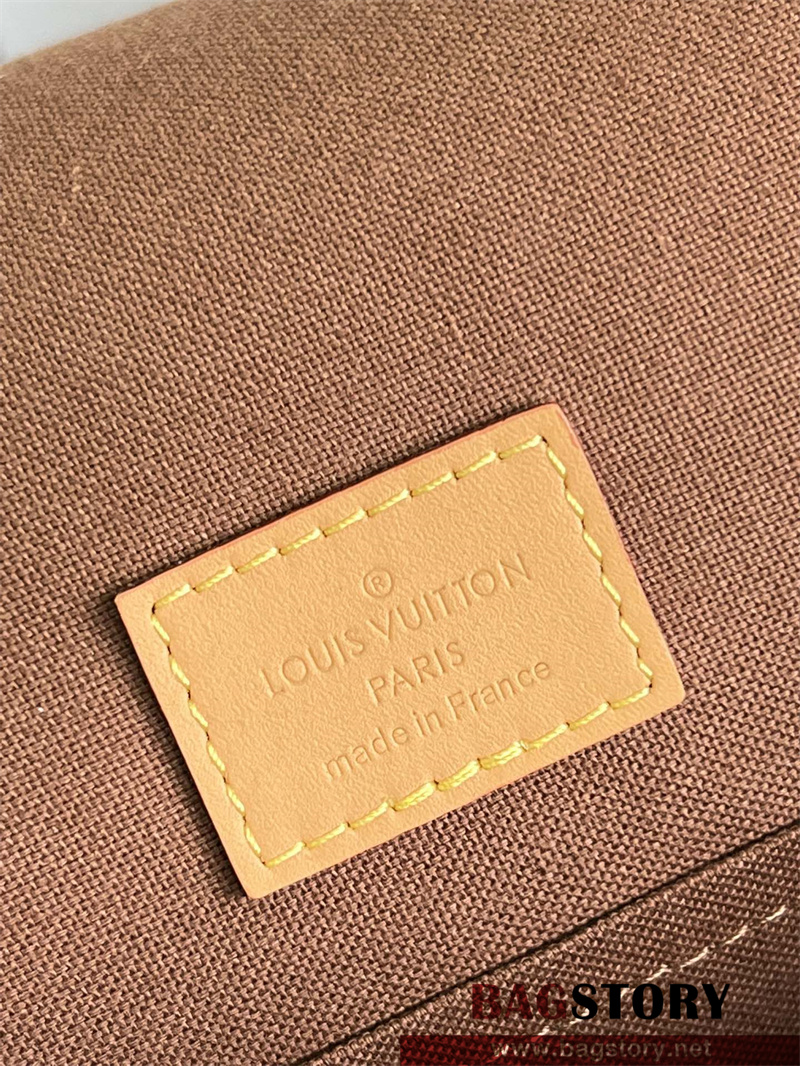 ®
LOUIS VUITTON
PARIS
made in France
BAGSTORY
www.bagstory.net